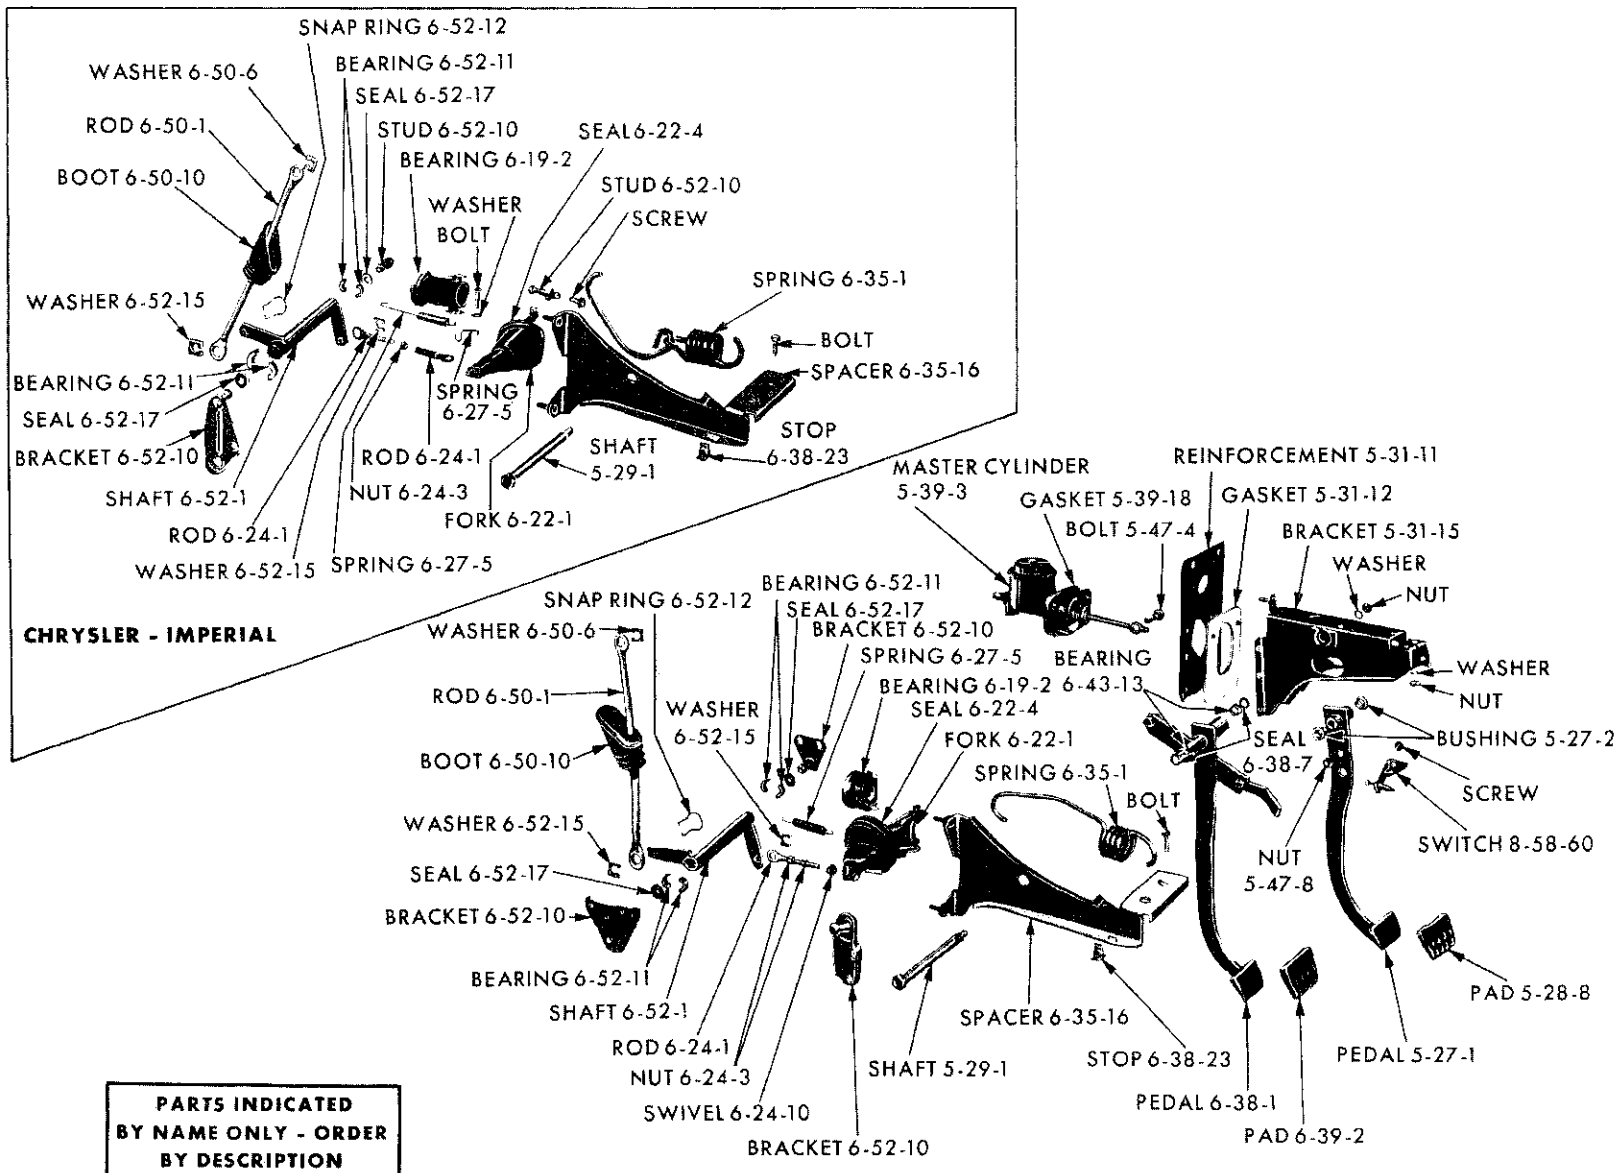 SNAP RING 6-52-12
WASHER 6-50-6
BEARING 6-52-11
SEAL 6-52-17
ROD 6-50-1
STUD 6-52-10
SEAL 6-22-4
BEARING 6-19-2
BOOT 6-50-10
STUD 6-52-10
WASHER
SCREW
BOLT
SPRING 6-35-1
WASHER 6-52-15
BOLT
SPACER 6-35-16
BEARING 6-52-11
SPRING
6-27-5
SEAL 6-52-17
STOP
6-38-23
SHAFT
5-29-1
BRACKET 6-52-10
ROD 6-24-1
SHAFT 6-52-1
NUT 6-24-3
FORK 6-22-1
ROD 6-24-1
WASHER 6-52-15
SPRING 6-27-5
CHRYSLER - IMPERIAL
REINFORCEMENT 5-31-11
MASTER CYLINDER
5-39-3
GASKET 5-39-18
GASKET 5-31-12
BOLT 5-47-4
BRACKET 5-31-15
WASHER
NUT
BEARING 6-52-11
SNAP RING 6-52-12
SEAL 6-52-17
WASHER 6-50-6
BRACKET 6-52-10
SPRING 6-27-5
BEARING
6-43-13
WASHER
BEARING 6-19-2
ROD 6-50-1
NUT
SEAL 6-22-4
WASHER
6-52-15
FORK 6-22-1
SEAL
6-38-7
BUSHING 5-27-2
BOOT 6-50-10
SPRING 6-35-1
SCREW
BOLT
WASHER 6-52-15
SWITCH 8-58-60
NUT
5-47-8
SEAL 6-52-17
BRACKET 6-52-10
BEARING 6-52-11
PAD 5-28-8
SHAFT 6-52-1
SPACER 6-35-16
ROD 6-24-1
PEDAL 5-27-1
STOP 6-38-23
SHAFT 5-29-1
NUT 6-24-3
PEDAL 6-38-1
SWIVEL 6-24-10
PAD 6-39-2
BRACKET 6-52-10
PARTS INDICATED
BY NAME ONLY - ORDER
BY DESCRIPTION